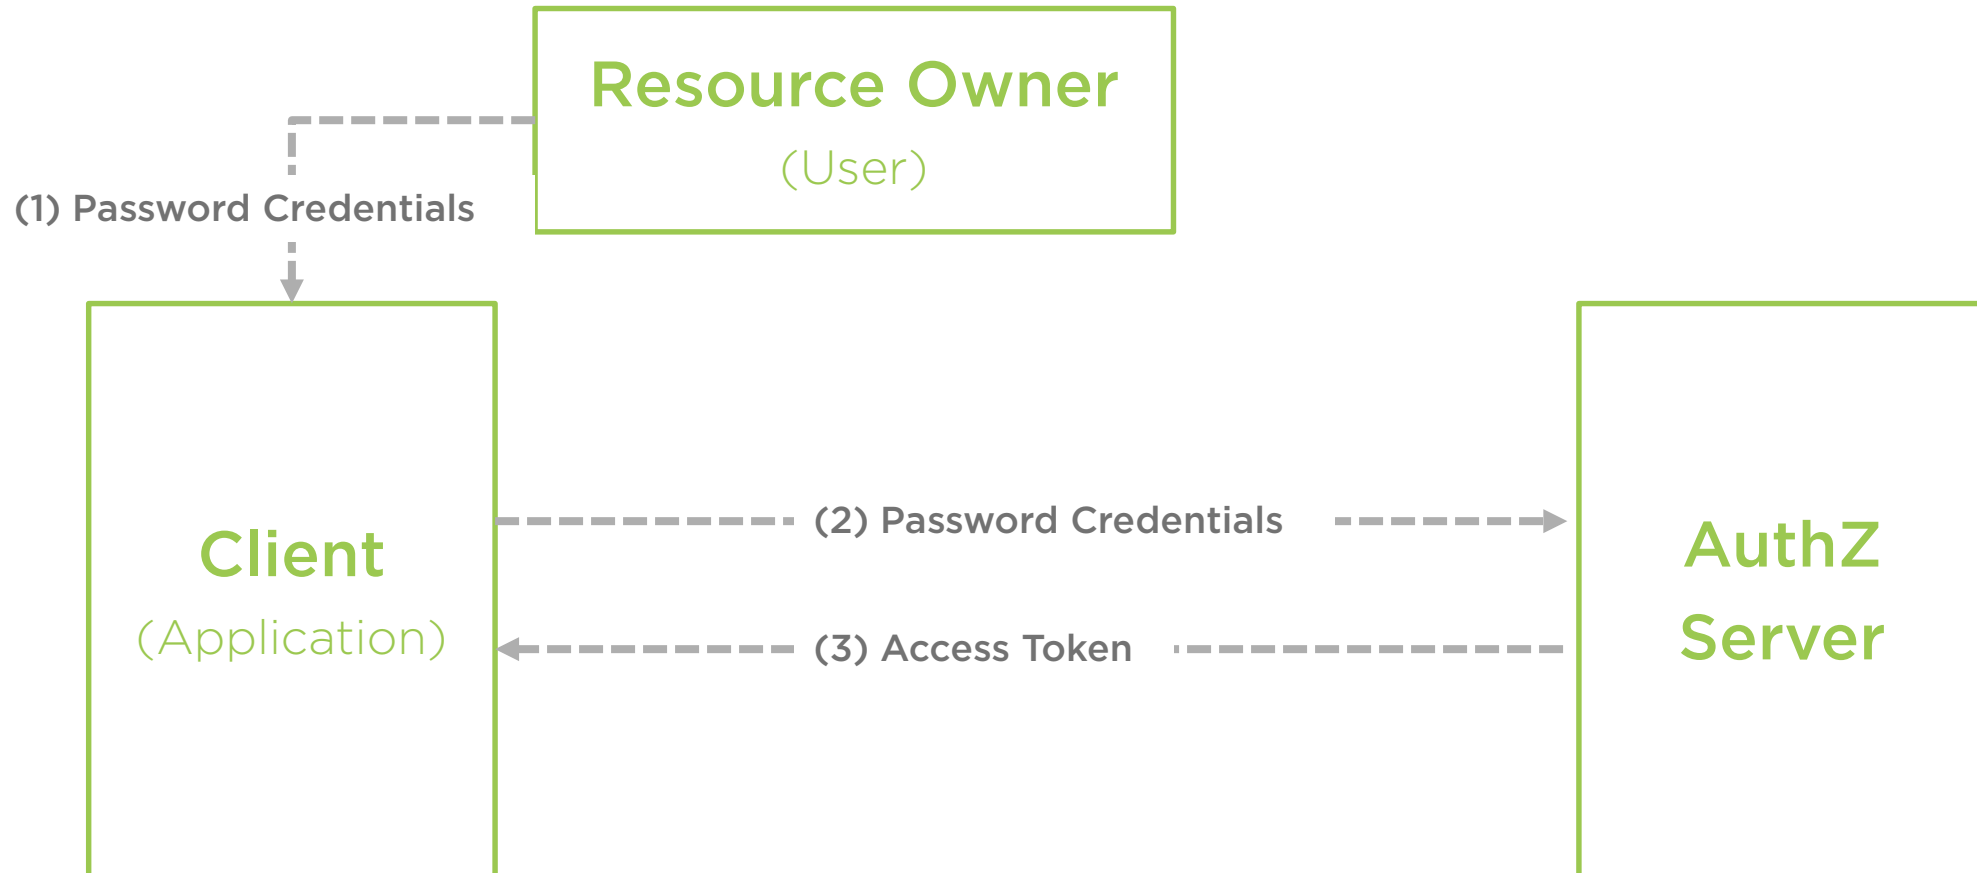 Resource Owner
(User)
(1) Password Credentials
Client
(Application)
(2) Password Credentials
(3) Access Token
AuthZ
Server